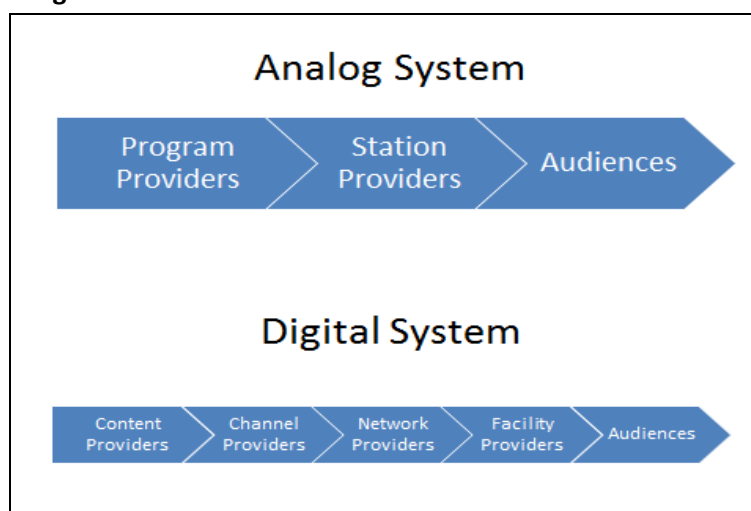 Analog System
Program
Providers
Station
Providers
Audiences
Digital System
Content
Providers
Channel
Providers
Network
Providers
Facility
Providers
Audiences